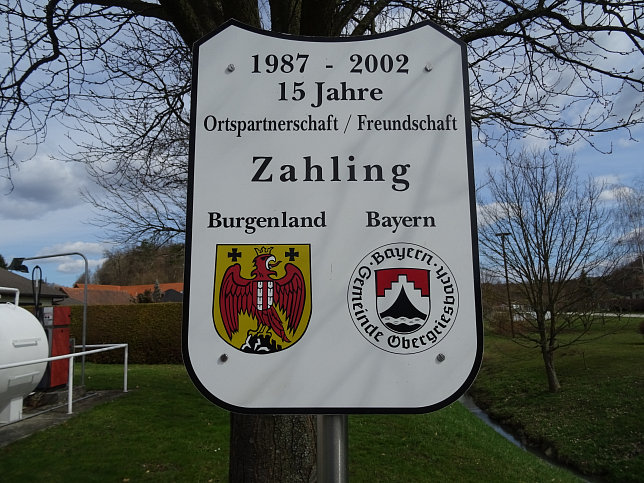 1987 - 2002
15 Jahre
Ortspartnerschaft / Freundschaft
Zahling
Burgenland Bayern
Gemeinde Obergriesbach · Bayern ·